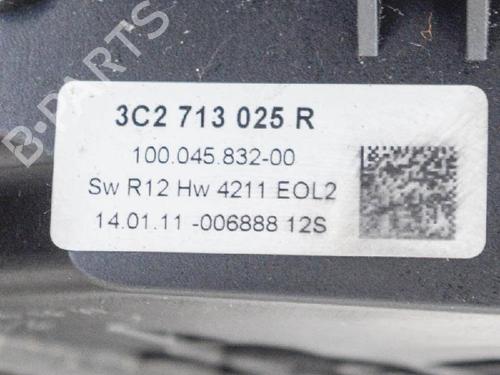 B-PARTS
3C2 713 025 R
100.045.832-00
Sw R12 Hw 4211 EOL2
14.01.11 -006888 12S